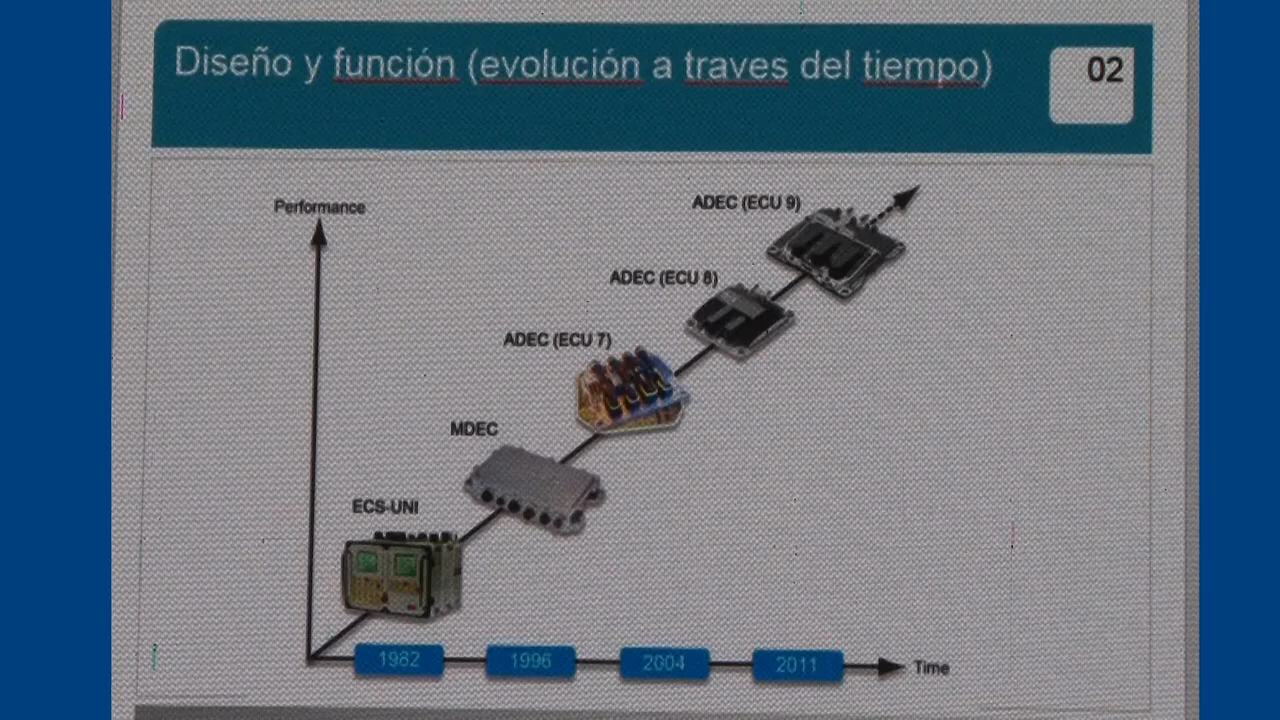 Diseño y función (evolución a traves del tiempo)
02
Performance
ADEC (ECU 9)
ADEC (ECU 8)
ADEC (ECU 7)
MDEC
ECS-UNI
1982
1996
2004
2011
Time